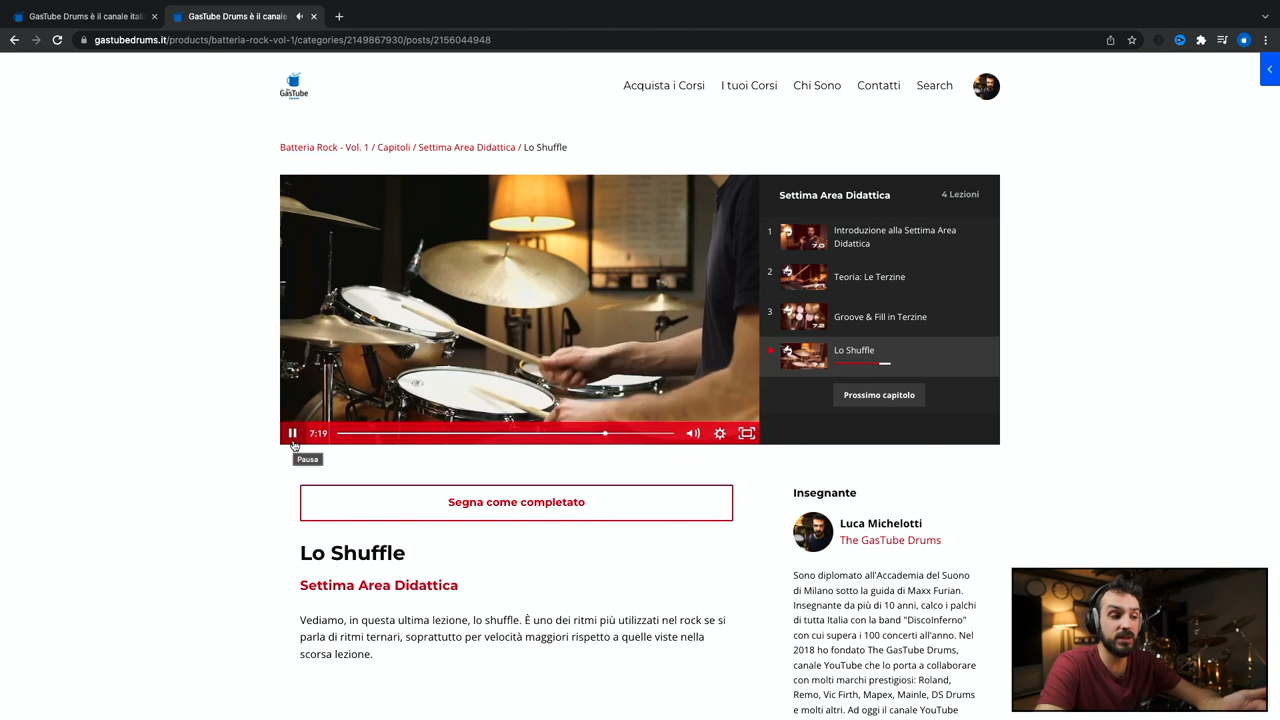 GasTube Drums è il canale itali
GasTube Drums è il canale
gastubedrums.it/products/batteria-rock-vol-1/categories/2149867930/posts/2156044948
GasTube
Acquista i Corsi
I tuoi Corsi
Chi Sono
Contatti
Search
Batteria Rock - Vol. 1 / Capitoli / Settima Area Didattica / Lo Shuffle
Settima Area Didattica
4 Lezioni
1
Introduzione alla Settima Area
Didattica
7.0
2
Teoria: Le Terzine
3
Groove & Fill in Terzine
Lo Shuffle
Prossimo capitolo
7:19
Pausa
Segna come completato
Lo Shuffle
Settima Area Didattica
Vediamo, in questa ultima lezione, lo shuffle. È uno dei ritmi più utilizzati nel rock se si
parla di ritmi ternari, soprattutto per velocità maggiori rispetto a quelle viste nella
scorsa lezione.
Insegnante
Luca Michelotti
The GasTube Drums
Sono diplomato all'Accademia del Suono
di Milano sotto la guida di Maxx Furian.
Insegnante da più di 10 anni, calco i palchi
di tutta Italia con la band "DiscoInferno"
con cui supera i 100 concerti all'anno. Nel
2018 ho fondato The GasTube Drums,
canale YouTube che lo porta a collaborare
con molti marchi prestigiosi: Roland,
Remo, Vic Firth, Mapex, Mainle, DS Drums
e molti altri. Ad oggi il canale YouTube